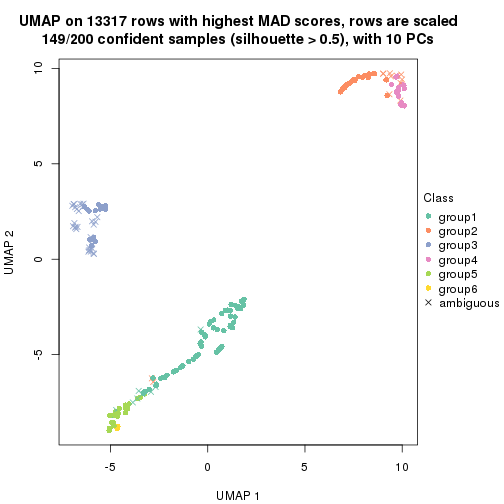 UMAP on 13317 rows with highest MAD scores, rows are scaled
149/200 confident samples (silhouette > 0.5), with 10 PCs
10
5
0
-5
UMAP 2
-5
0
5
10
UMAP 1
Class
group1
group2
group3
group4
group5
group6
ambiguous